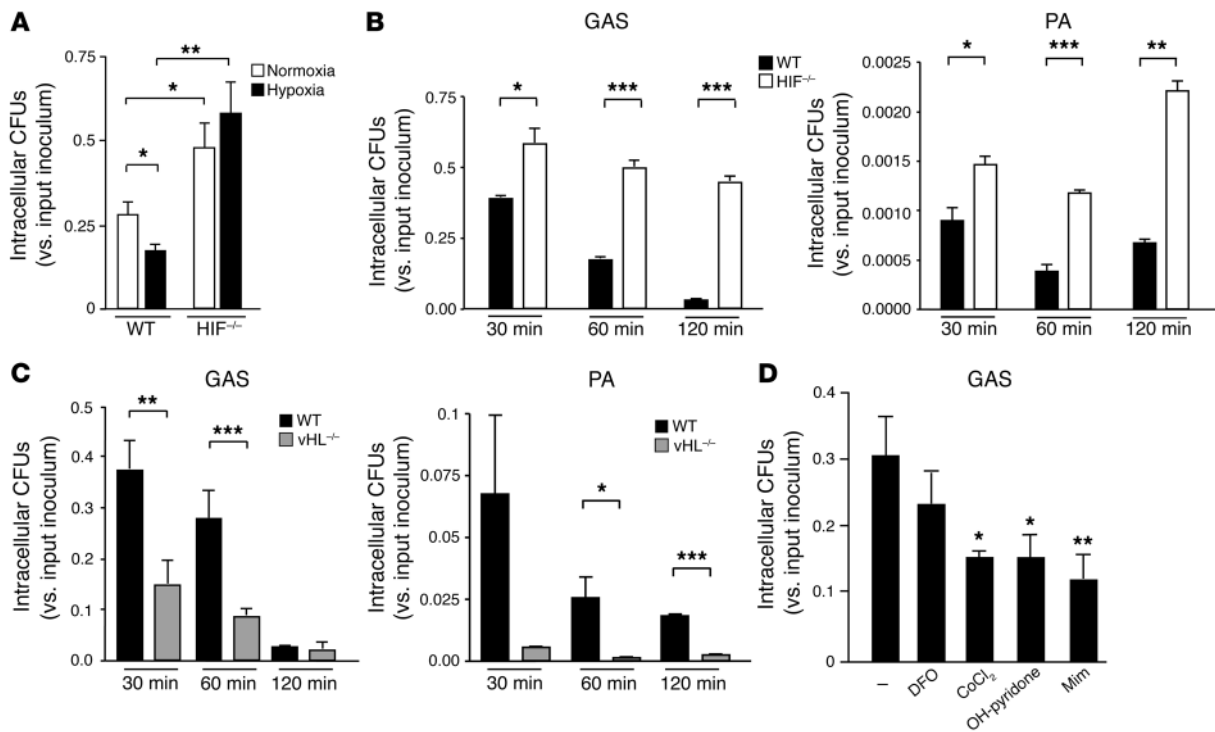 A
Intracellular CFUs
(vs. input inoculum)
0.75
0.5
0.25
0
**
*
*
Normoxia
Hypoxia
WT HIF–/–
B
GAS
Intracellular CFUs
(vs. input inoculum)
0.75
0.5
0.25
0.00
* *** ***
WT
HIF–/–
30 min 60 min 120 min
PA
Intracellular CFUs
(vs. input inoculum)
0.0025
0.0020
0.0015
0.0010
0.0005
0.0000
* *** **
30 min 60 min 120 min
C
GAS
Intracellular CFUs
(vs. input inoculum)
0.5
0.4
0.3
0.2
0.1
0.0
** ***
WT
vHL–/–
30 min 60 min 120 min
PA
Intracellular CFUs
(vs. input inoculum)
0.1
0.075
0.050
0.025
0.00
* ***
WT
vHL–/–
30 min 60 min 120 min
D
GAS
Intracellular CFUs
(vs. input inoculum)
0.4
0.3
0.2
0.1
0
* * **
–
DFO
CoCl₂
OH-pyridone
Mim